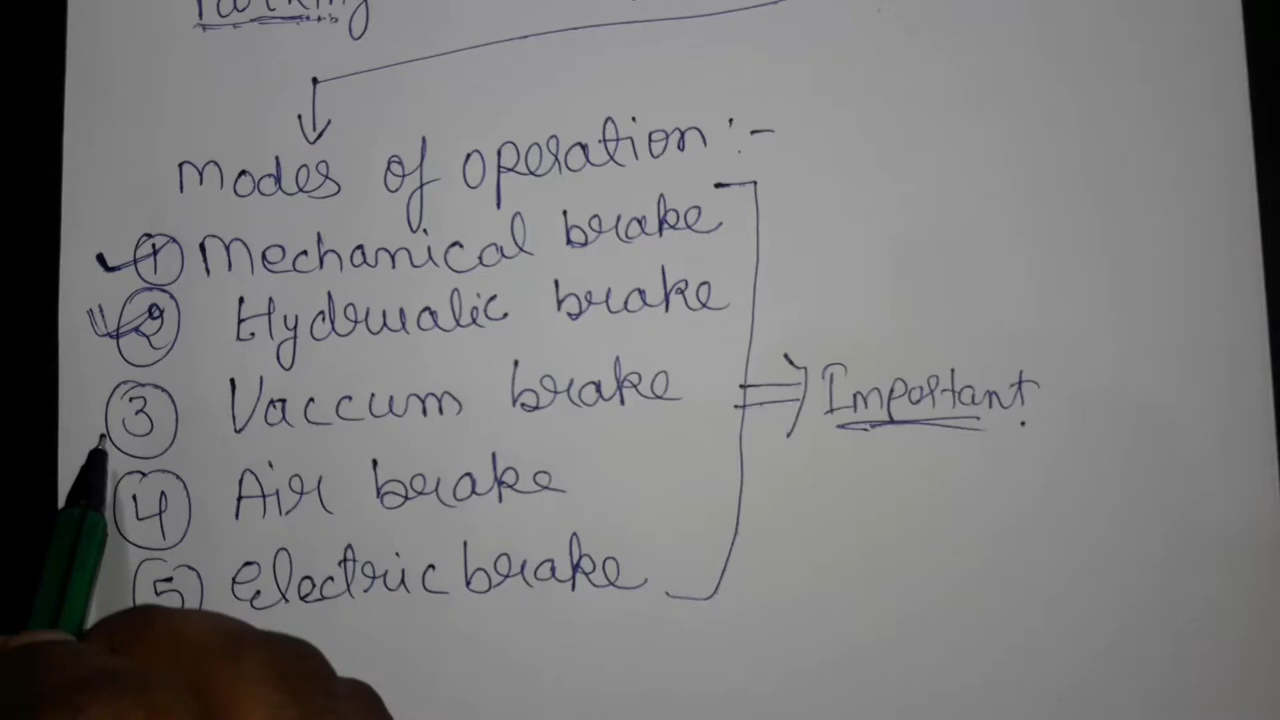 Parking
Modes of operation :-
① Mechanical brake
② Hydrualic brake
③ Vaccum brake
④ Air brake
⑤ Electric brake
⇒ Important.